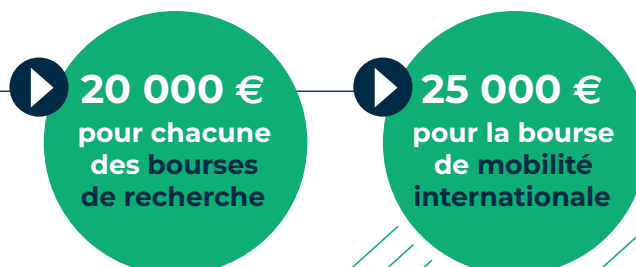 20 000 €
pour chacune
des bourses
de recherche
25 000 €
pour la bourse
de mobilité
internationale